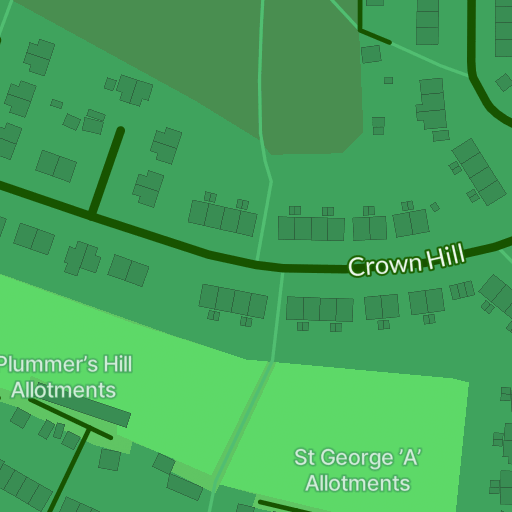 Crown Hill
Plummer's Hill
Allotments
St George 'A'
Allotments